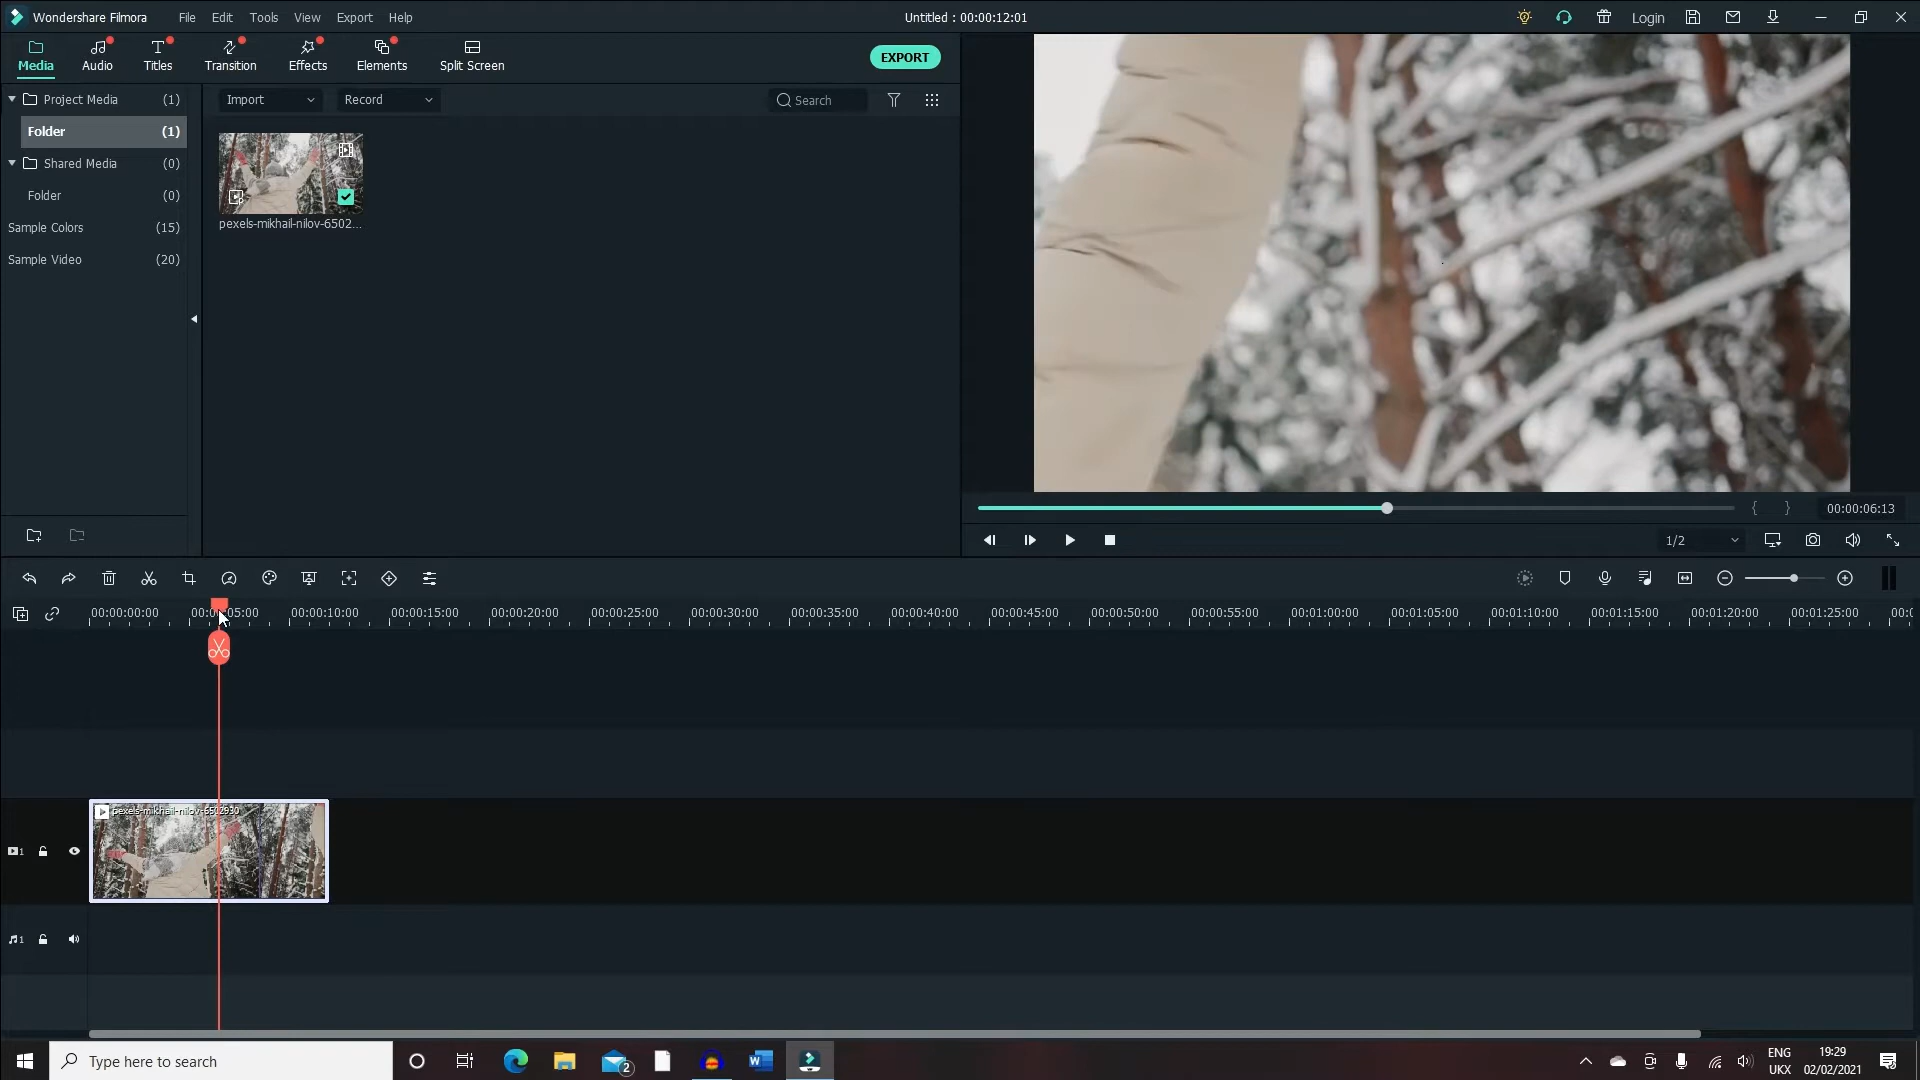 Wondershare Filmora File Edit Tools View Export Help Untitled : 00:00:12:01 Login
Media Audio Titles Transition Effects Elements Split Screen EXPORT
Project Media (1) Import Record Search
Folder (1)
Shared Media (0)
Folder (0)
Sample Colors (15)
Sample Video (20)
pexels-mikhail-nilov-6502...
{ } 00:00:06:13
1/2
00:00:00:00 00:00:05:00 00:00:10:00 00:00:15:00 00:00:20:00 00:00:25:00 00:00:30:00 00:00:35:00 00:00:40:00 00:00:45:00 00:00:50:00 00:00:55:00 00:01:00:00 00:01:05:00 00:01:10:00 00:01:15:00 00:01:20:00 00:01:25:00 00:0
pexels-mikhail-nilov-6502930
1
1
Type here to search 2 W ENG 19:29
UKX 02/02/2021